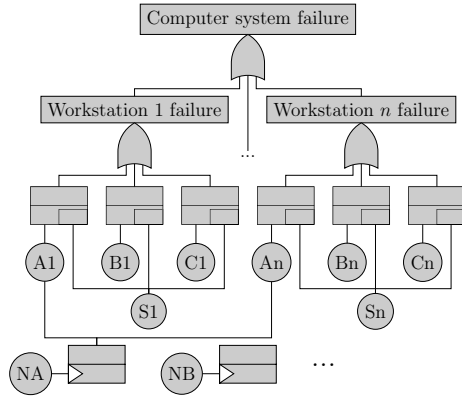 Computer system failure
Workstation 1 failure
Workstation n failure
...
A1
B1
C1
An
Bn
Cn
S1
Sn
NA
NB
...